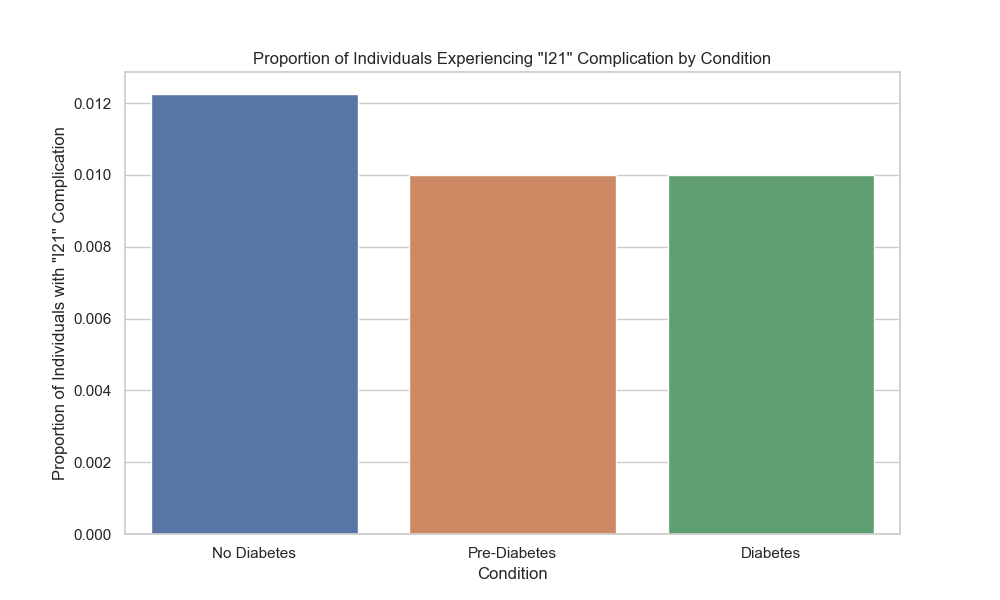 Proportion of Individuals Experiencing "I21" Complication by Condition
Proportion of Individuals with "I21" Complication
0.012
0.010
0.008
0.006
0.004
0.002
0.000
No Diabetes
Pre-Diabetes
Diabetes
Condition